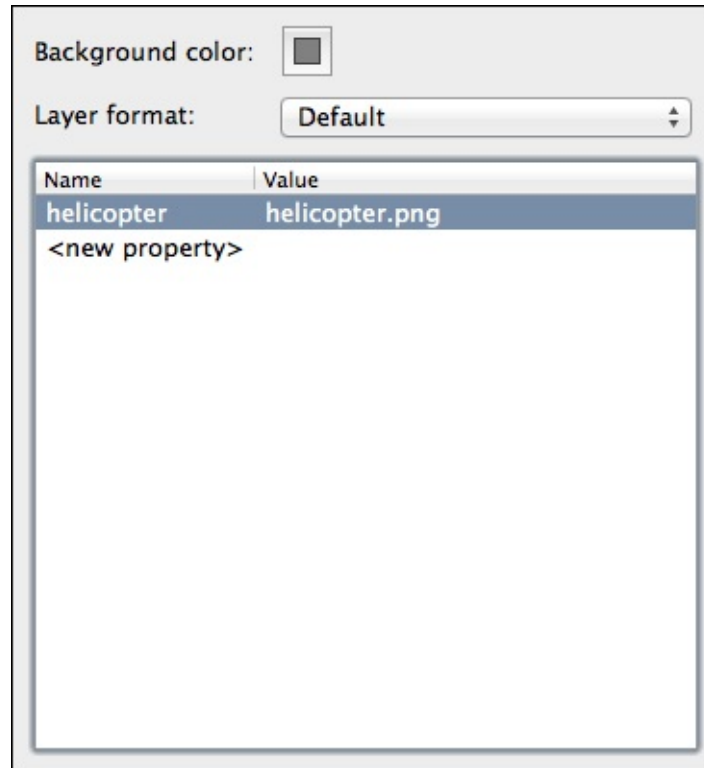 Background color:
Layer format: Default
Name Value
helicopter helicopter.png
<new property>